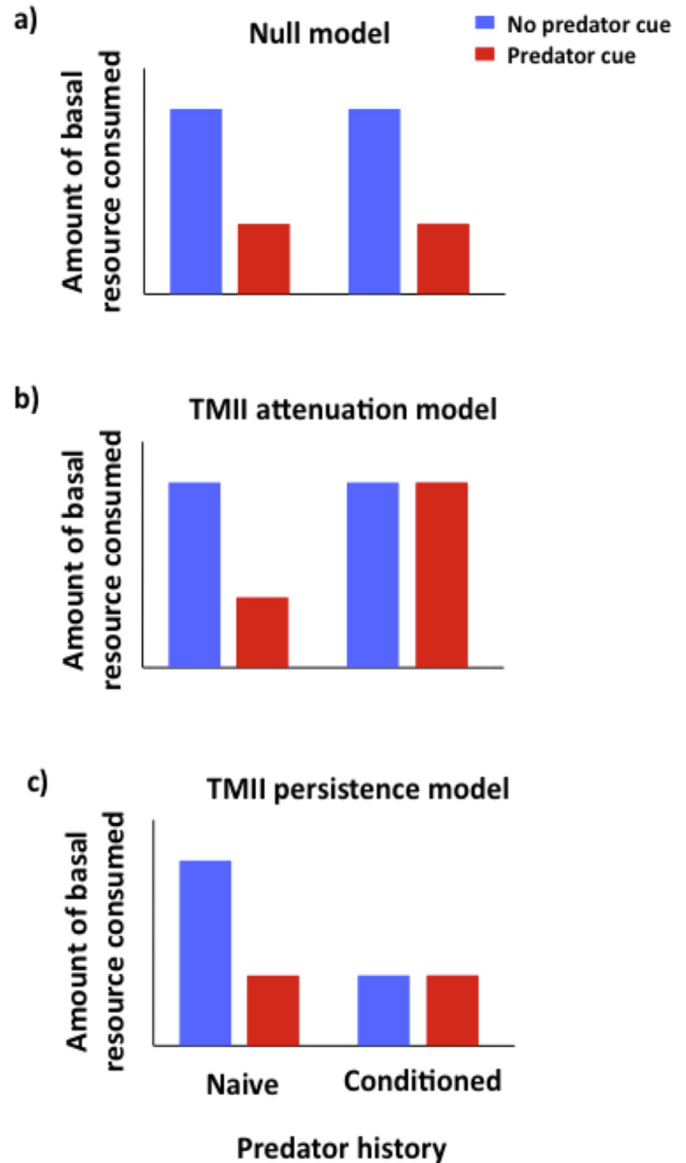 a)
Null model
No predator cue
Predator cue
Amount of basal
resource consumed
b)
TMII attenuation model
Amount of basal
resource consumed
c)
TMII persistence model
Amount of basal
resource consumed
Naive
Conditioned
Predator history